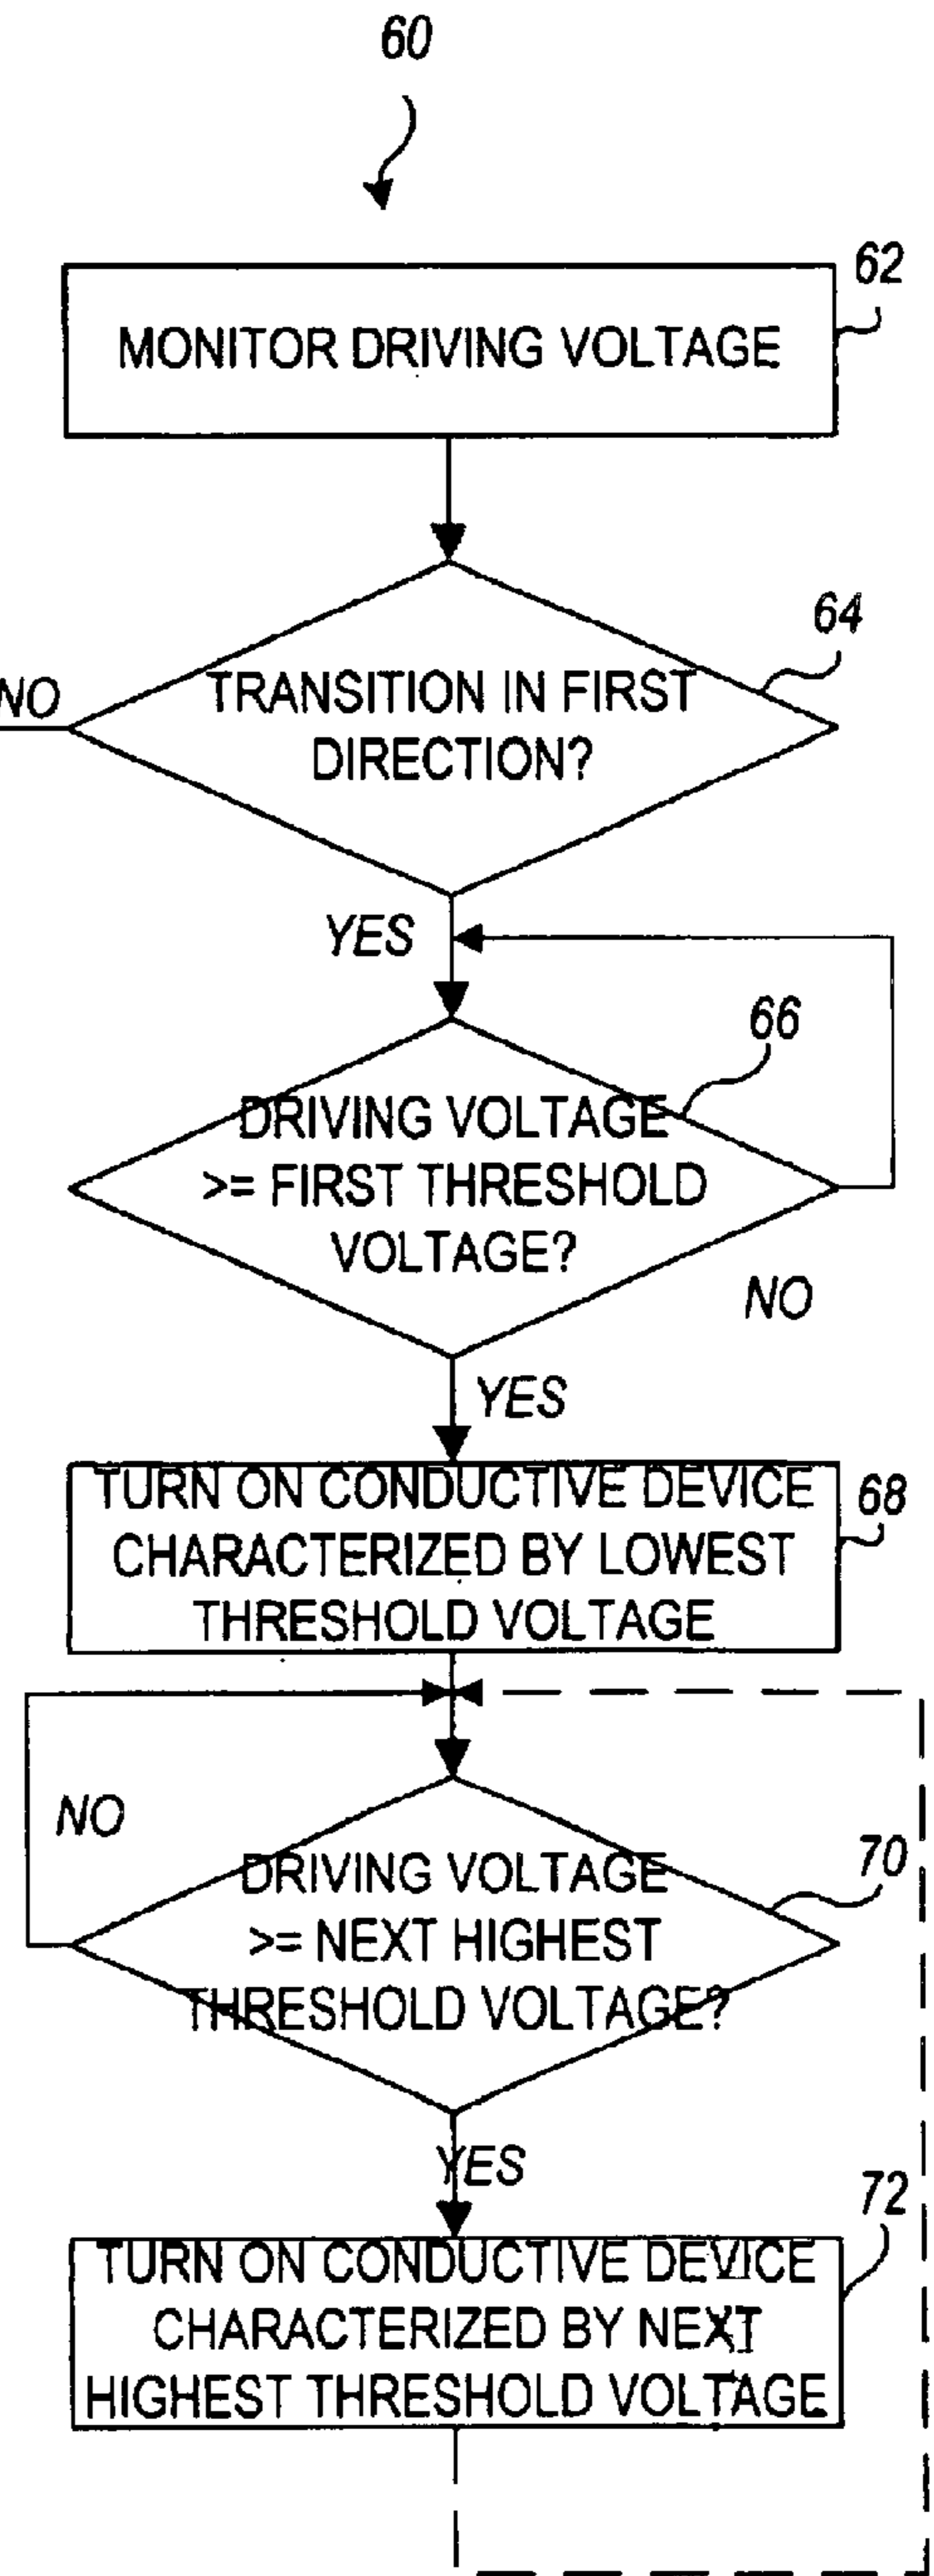 60
62
MONITOR DRIVING VOLTAGE
64
NO
TRANSITION IN FIRST
DIRECTION?
YES
66
DRIVING VOLTAGE
>= FIRST THRESHOLD
VOLTAGE?
NO
YES
TURN ON CONDUCTIVE DEVICE
68
CHARACTERIZED BY LOWEST
THRESHOLD VOLTAGE
NO
70
DRIVING VOLTAGE
>= NEXT HIGHEST
THRESHOLD VOLTAGE?
YES
72
TURN ON CONDUCTIVE DEVICE
CHARACTERIZED BY NEXT
HIGHEST THRESHOLD VOLTAGE